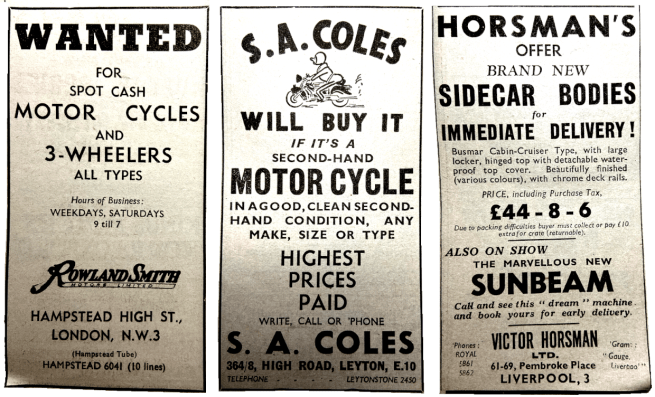 WANTED
FOR
SPOT CASH
MOTOR CYCLES
AND
3-WHEELERS
ALL TYPES
Hours of Business:
WEEKDAYS, SATURDAYS
9 till 7
ROWLAND SMITH
MOTORS LIMITED
HAMPSTEAD HIGH ST.,
LONDON, N.W.3
(Hampstead Tube)
HAMPSTEAD 6041 (10 lines)
S. A. COLES
WILL BUY IT
IF IT'S A
SECOND-HAND
MOTOR CYCLE
IN A GOOD, CLEAN SECOND-
HAND CONDITION, ANY
MAKE, SIZE OR TYPE
HIGHEST
PRICES
PAID
WRITE, CALL OR 'PHONE
S. A. COLES
364/8, HIGH ROAD, LEYTON, E.10
TELEPHONE - - - - LEYTONSTONE 2450
HORSMAN'S
OFFER
BRAND NEW
SIDECAR BODIES
for
IMMEDIATE DELIVERY!
Busmar Cabin-Cruiser Type, with large
locker, hinged top with detachable water-
proof top cover. Beautifully finished
(various colours), with chrome deck rails.
PRICE, including Purchase Tax,
£44-8-6
Due to packing difficulties buyer must collect or pay £10
extra for crate (returnable).
ALSO ON SHOW
THE MARVELLOUS NEW
SUNBEAM
Call and see this "dream" machine
and book yours for early delivery.
'Phones: VICTOR HORSMAN 'Gram:
ROYAL LTD. "Gauge.
5861 61-69, Pembroke Place Liverpool"
5862 LIVERPOOL, 3